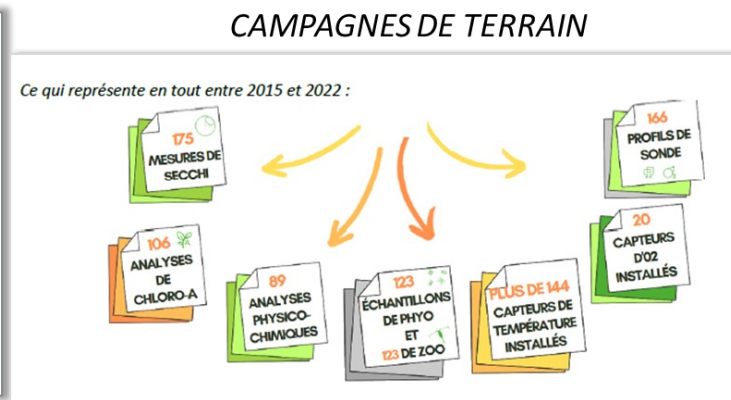 CAMPAGNES DE TERRAIN
Ce qui représente en tout entre 2015 et 2022 :
175
MESURES DE
SECCHI
166
PROFILS DE
SONDE
106
ANALYSES
DE
CHLORO-A
20
CAPTEURS
D'02
INSTALLÉS
89
ANALYSES
PHYSICO-
CHIMIQUES
123
ÉCHANTILLONS
DE PHYO
ET
123 DE ZOO
PLUS DE 144
CAPTEURS DE
TEMPÉRATURE
INSTALLÉS